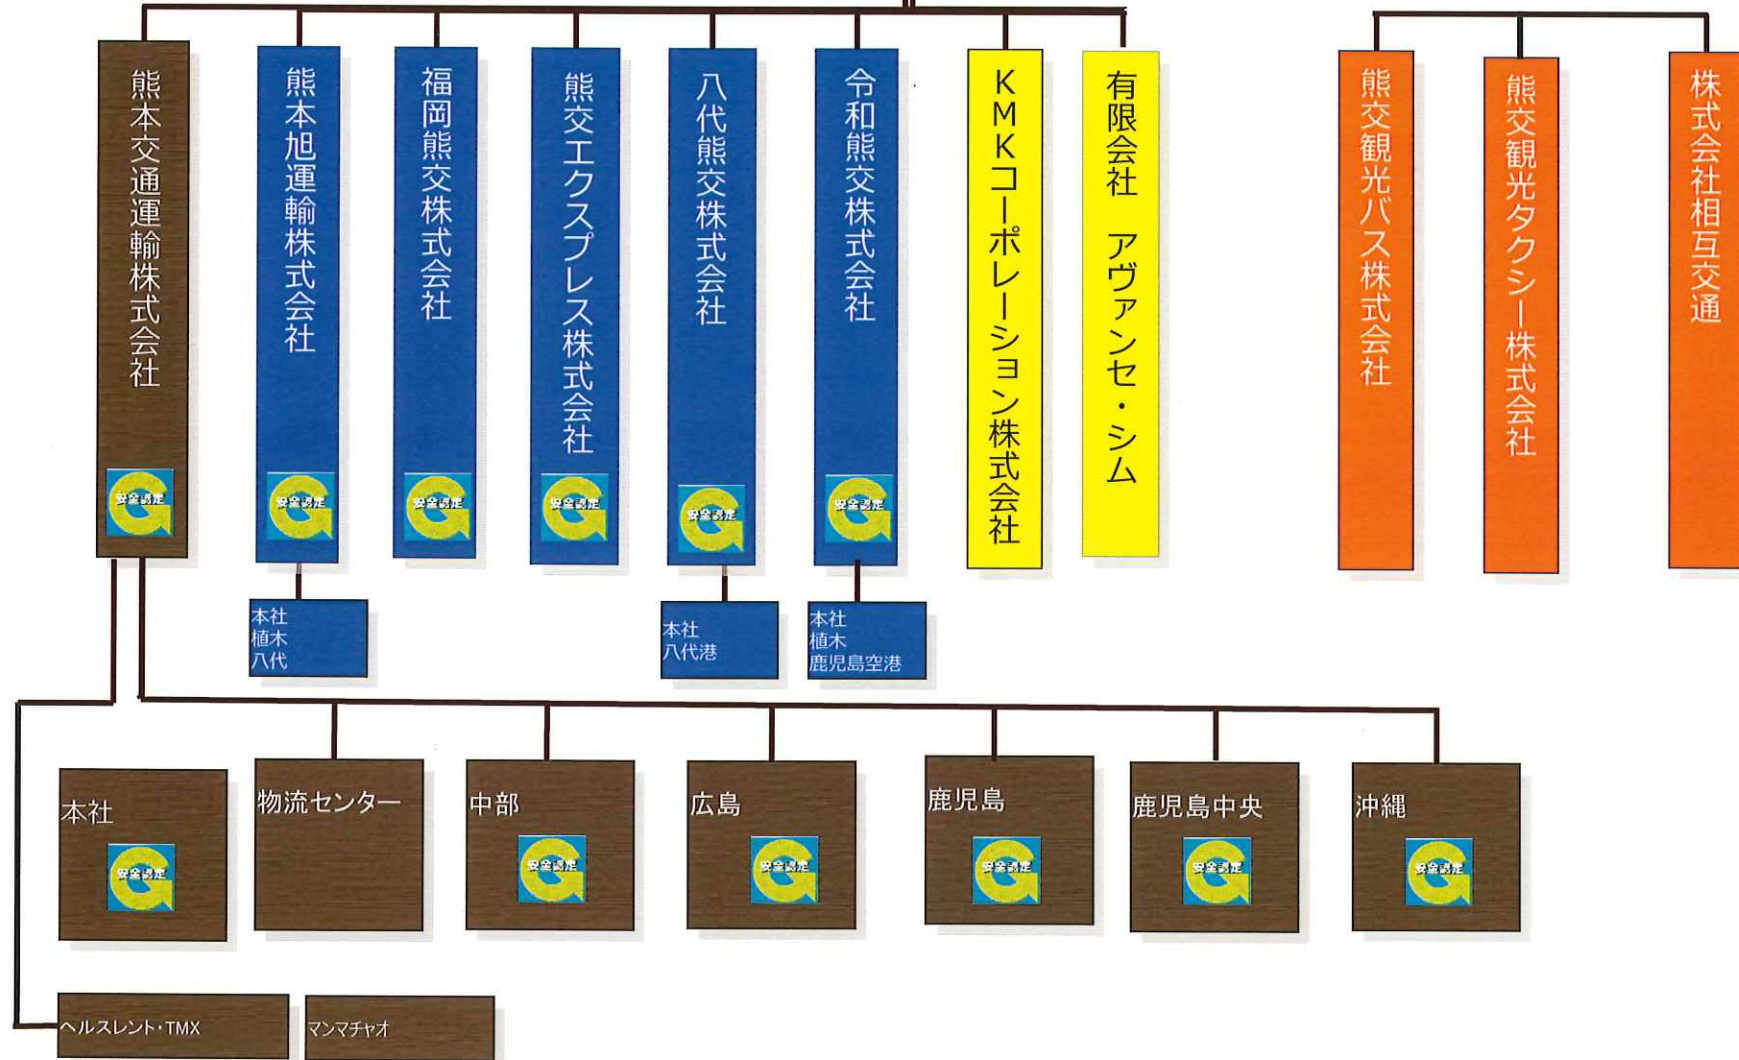 熊本交通運輸株式会社
安全認定
熊本旭運輸株式会社
安全認定
福岡熊交株式会社
安全認定
熊交エクスプレス株式会社
安全認定
八代熊交株式会社
安全認定
令和熊交株式会社
安全認定
KMKコーポレーション株式会社
有限会社 アヴァンセ・シム
熊交観光バス株式会社
熊交観光タクシー株式会社
株式会社相互交通
本社
植木
八代
本社
八代港
本社
植木
鹿児島空港
本社
安全認定
物流センター
中部
安全認定
広島
安全認定
鹿児島
安全認定
鹿児島中央
安全認定
沖縄
安全認定
ヘルスレント・TMX
マンマチャオ